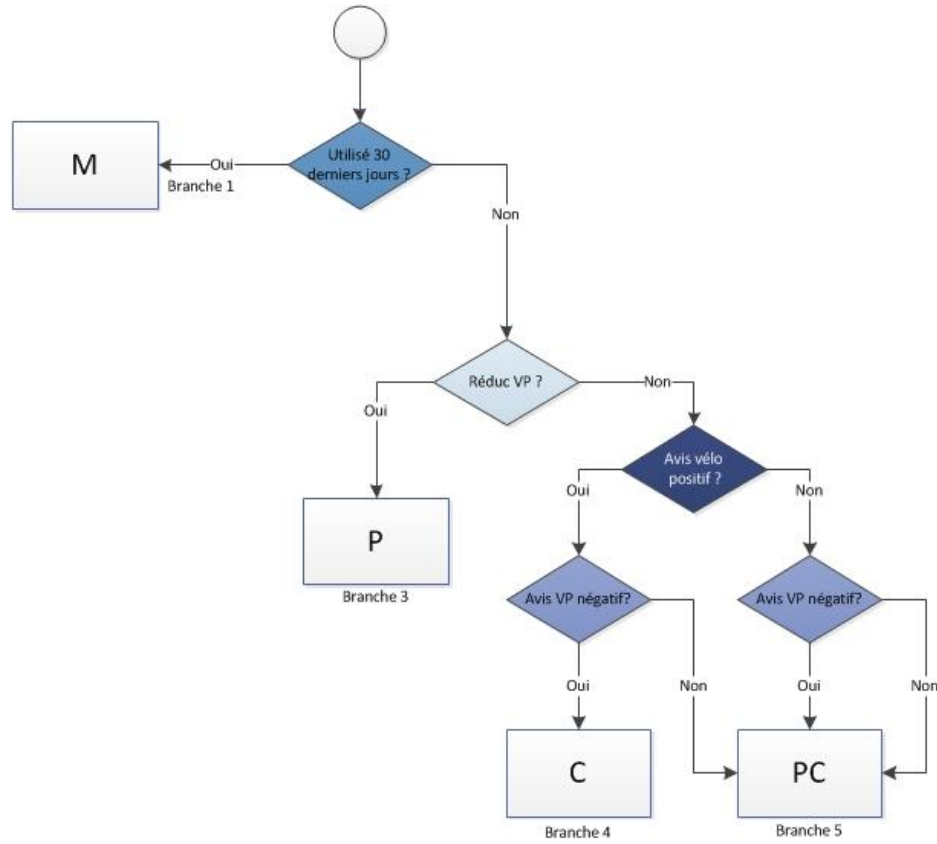 Utilisé 30
derniers jours ?
Oui
M
Branche 1
Non
Réduc VP ?
Oui
Non
P
Branche 3
Avis vélo
positif ?
Oui
Non
Avis VP négatif?
Avis VP négatif?
Oui
Non
Oui
Non
C
PC
Branche 4
Branche 5